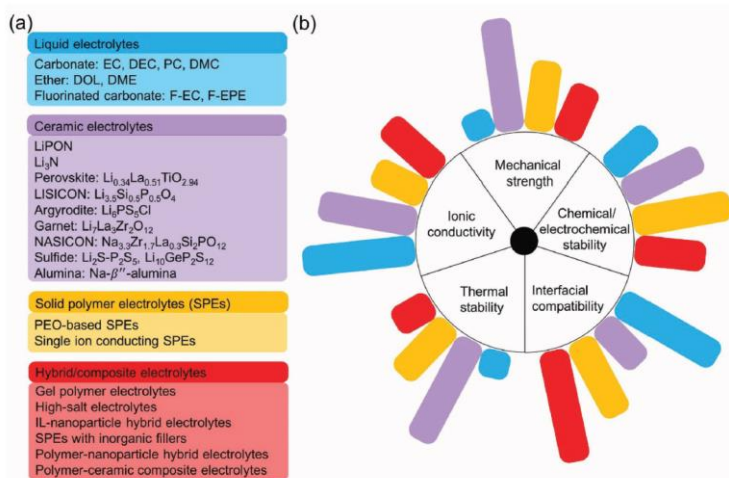 (a)
Liquid electrolytes
Carbonate: EC, DEC, PC, DMC
Ether: DOL, DME
Fluorinated carbonate: F-EC, F-EPE
Ceramic electrolytes
LiPON
Li₃N
Perovskite: Li₀.₃₄La₀.₅₁TiO₂.₉₄
LISICON: Li₃.₅Si₀.₅P₀.₅O₄
Argyrodite: Li₆PS₅Cl
Garnet: Li₇La₃Zr₂O₁₂
NASICON: Na₃.₃Zr₁.₇La₀.₃Si₂PO₁₂
Sulfide: Li₂S-P₂S₅, Li₁₀GeP₂S₁₂
Alumina: Na-β′′-alumina
Solid polymer electrolytes (SPEs)
PEO-based SPEs
Single ion conducting SPEs
Hybrid/composite electrolytes
Gel polymer electrolytes
High-salt electrolytes
IL-nanoparticle hybrid electrolytes
SPEs with inorganic fillers
Polymer-nanoparticle hybrid electrolytes
Polymer-ceramic composite electrolytes
(b)
Mechanical
strength
Chemical/
electrochemical
stability
Interfacial
compatibility
Thermal
stability
Ionic
conductivity